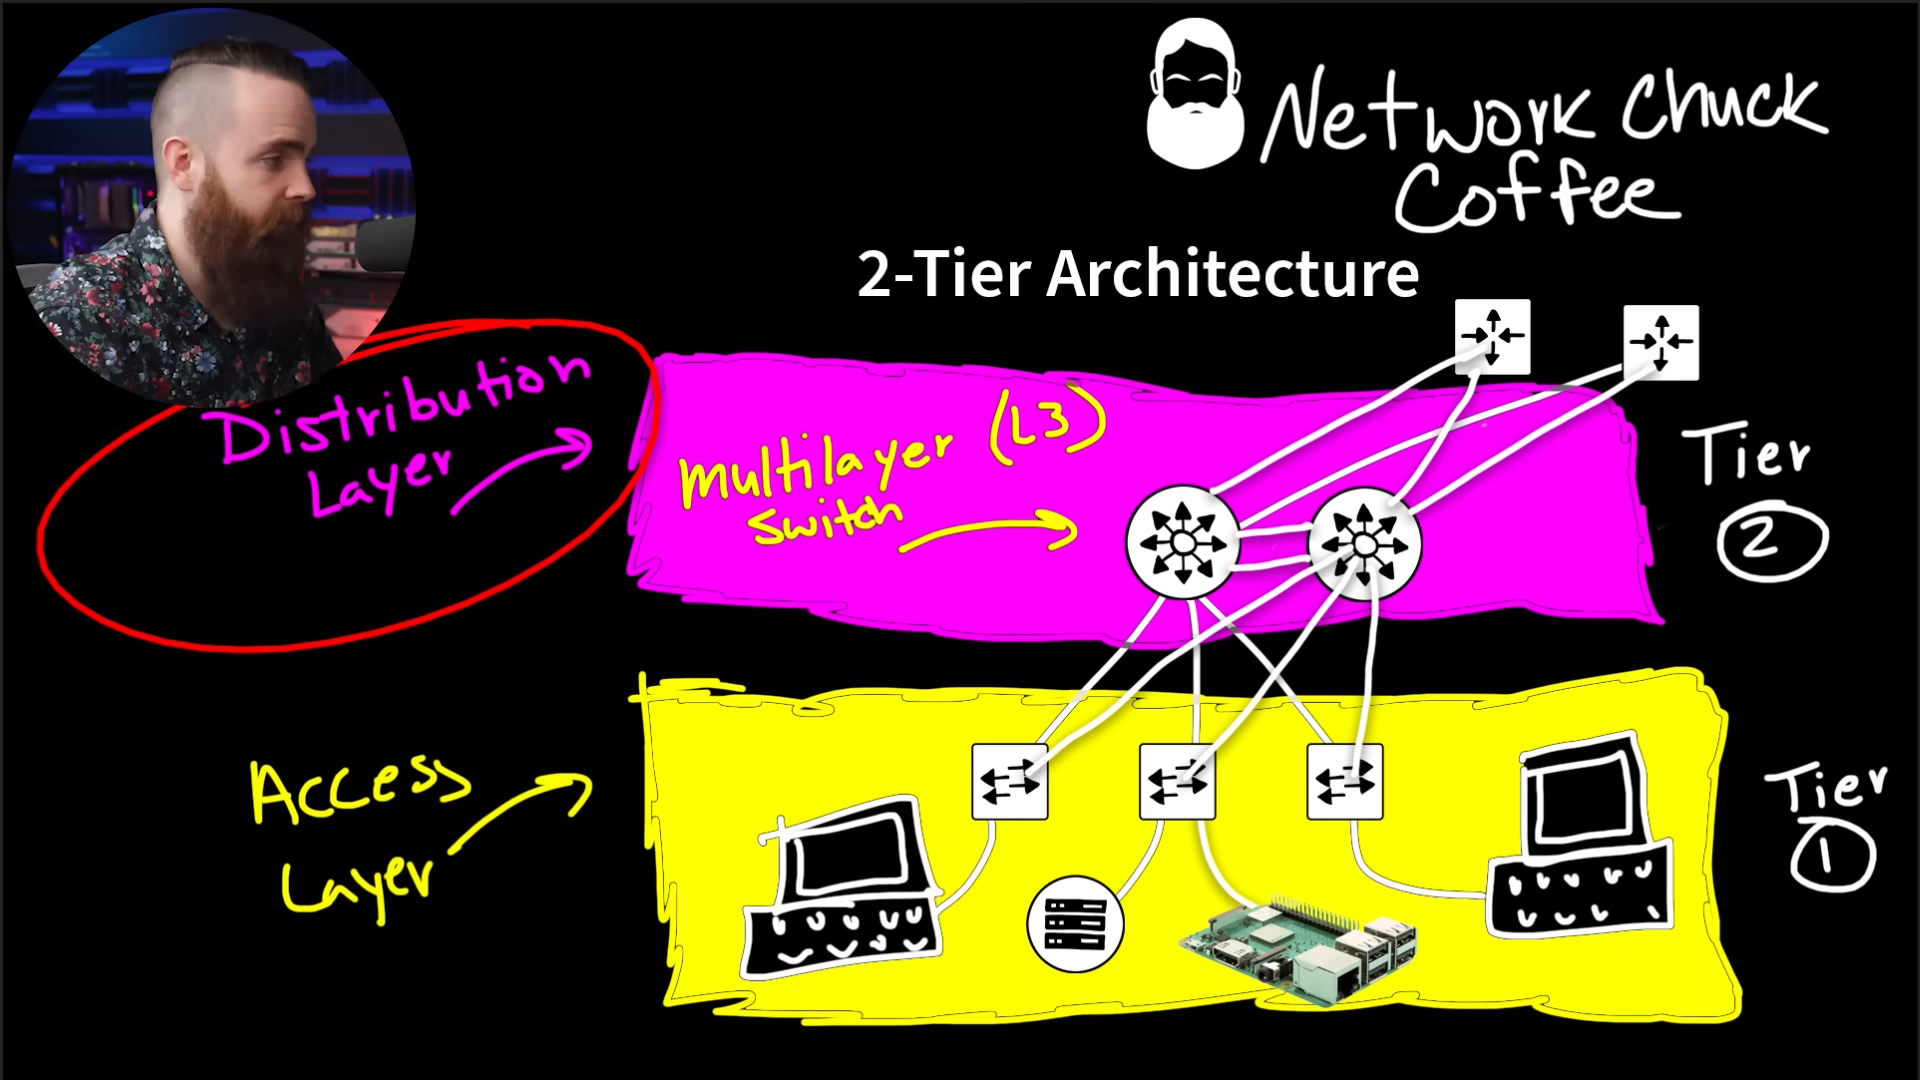 Network Chuck
Coffee
2-Tier Architecture
Distribution
Layer
Multilayer (L3)
Switch
Tier
2
Access
Layer
Tier
1